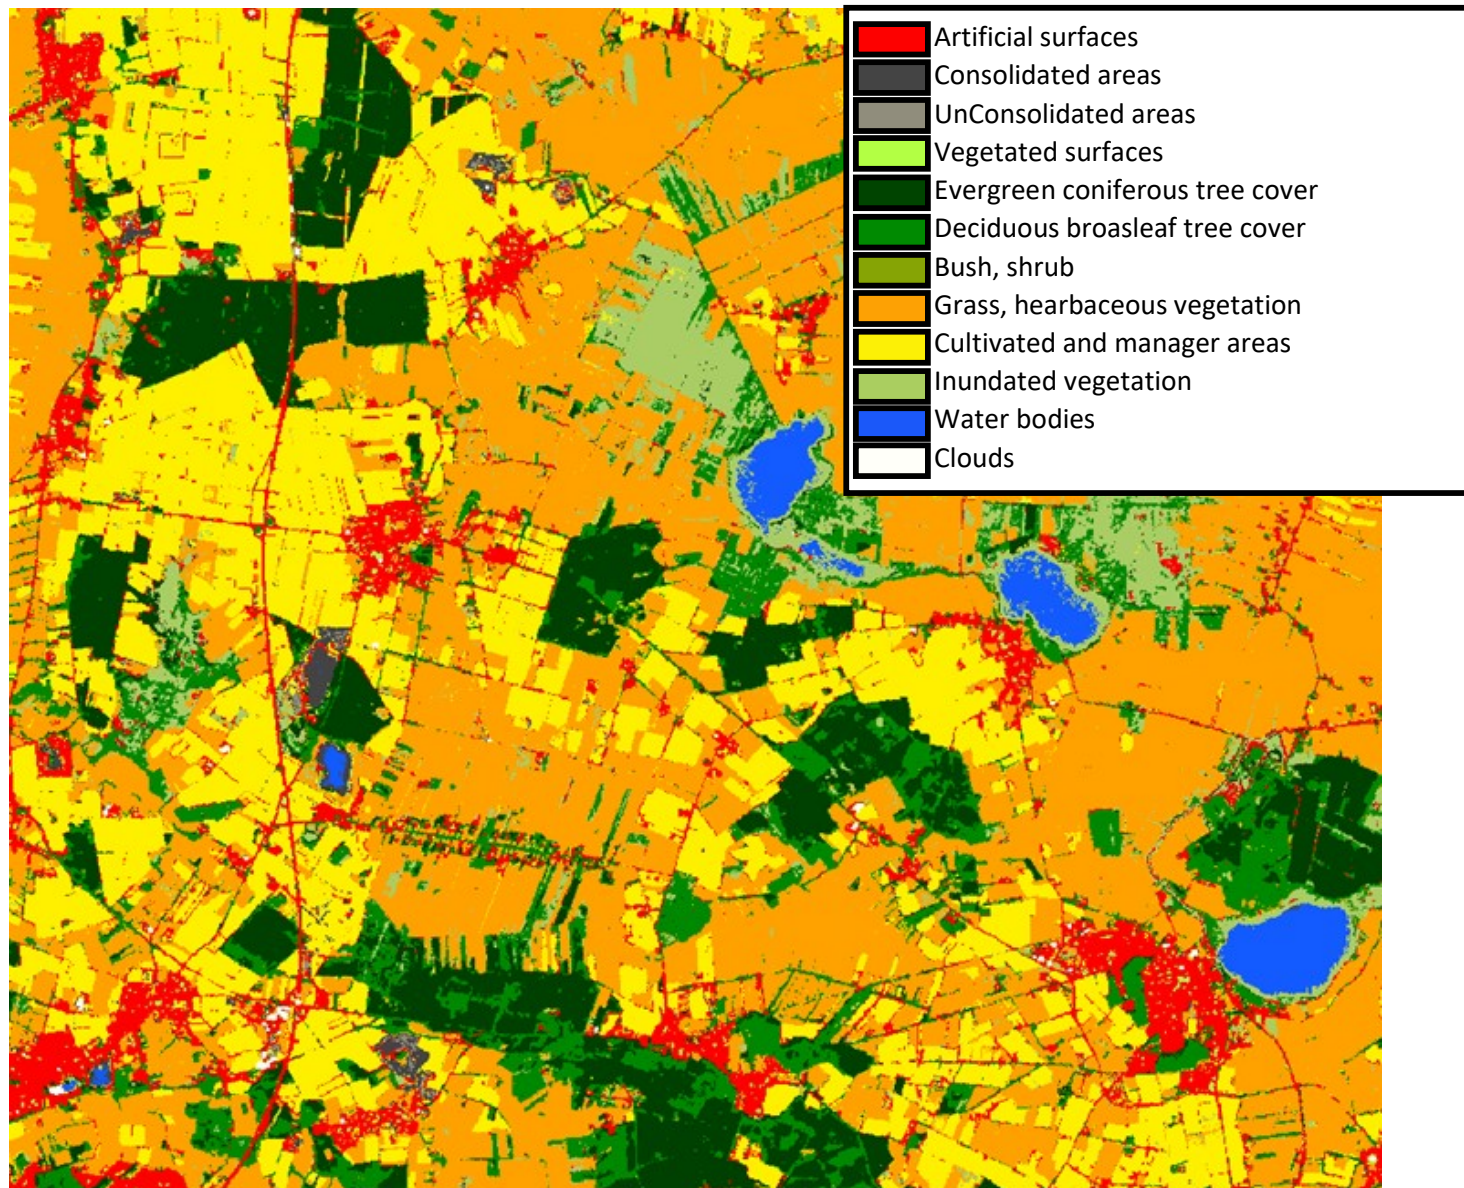 Artificial surfaces
Consolidated areas
UnConsolidated areas
Vegetated surfaces
Evergreen coniferous tree cover
Deciduous broasleaf tree cover
Bush, shrub
Grass, hearbaceous vegetation
Cultivated and manager areas
Inundated vegetation
Water bodies
Clouds